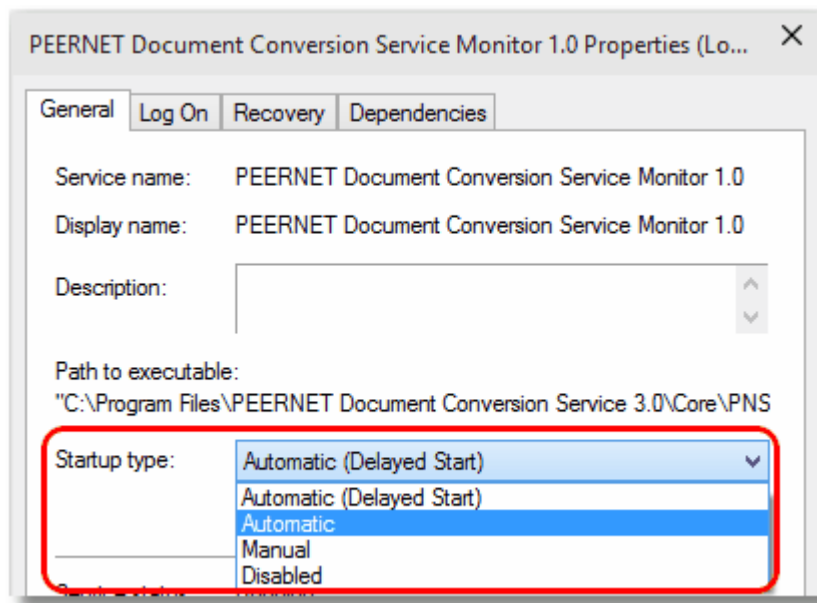 PEERNET Document Conversion Service Monitor 1.0 Properties (Lo...
General Log On Recovery Dependencies
Service name: PEERNET Document Conversion Service Monitor 1.0
Display name: PEERNET Document Conversion Service Monitor 1.0
Description:
Path to executable:
"C:\Program Files\PEERNET Document Conversion Service 3.0\Core\PNS
Startup type: Automatic (Delayed Start)
Automatic (Delayed Start)
Automatic
Manual
Disabled